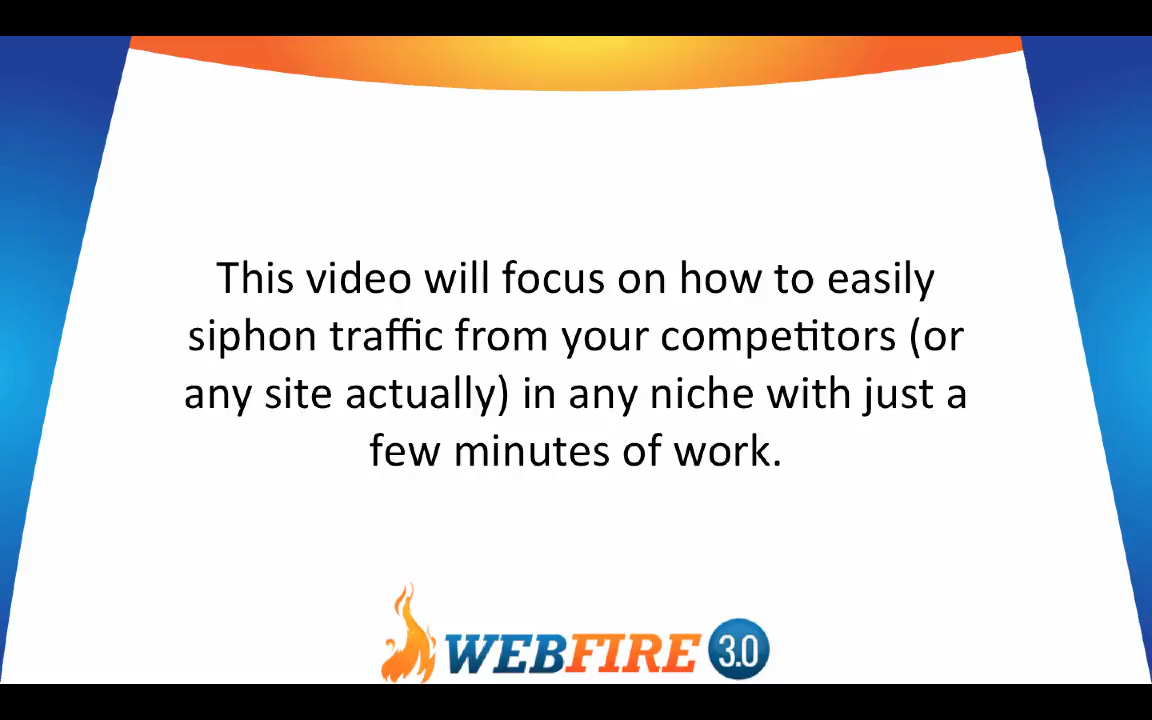 This video will focus on how to easily
siphon traffic from your competitors (or
any site actually) in any niche with just a
few minutes of work.
WEBFIRE 3.0